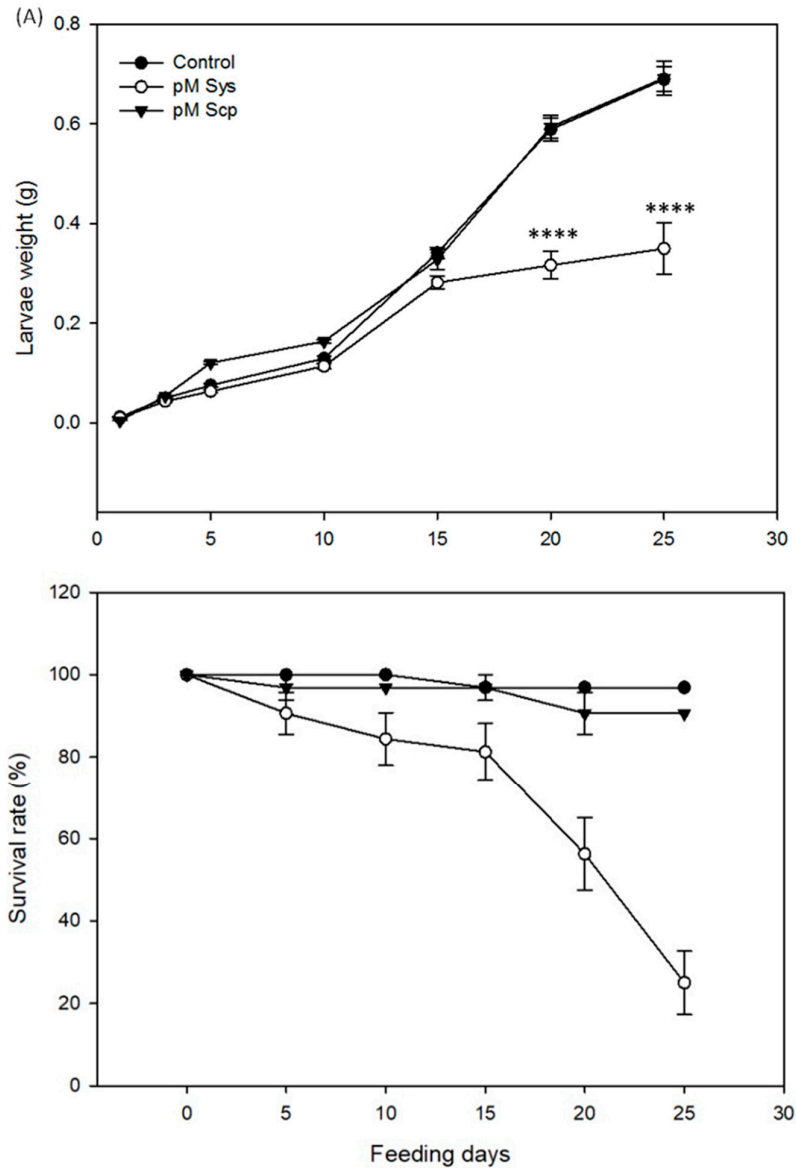 (A)
0.8
Control
pM Sys
pM Scp
0.6
****
****
0.4
0.2
0.0
Larvae weight (g)
0 5 10 15 20 25 30
120
100
80
60
40
20
0
Survival rate (%)
0 5 10 15 20 25 30
Feeding days